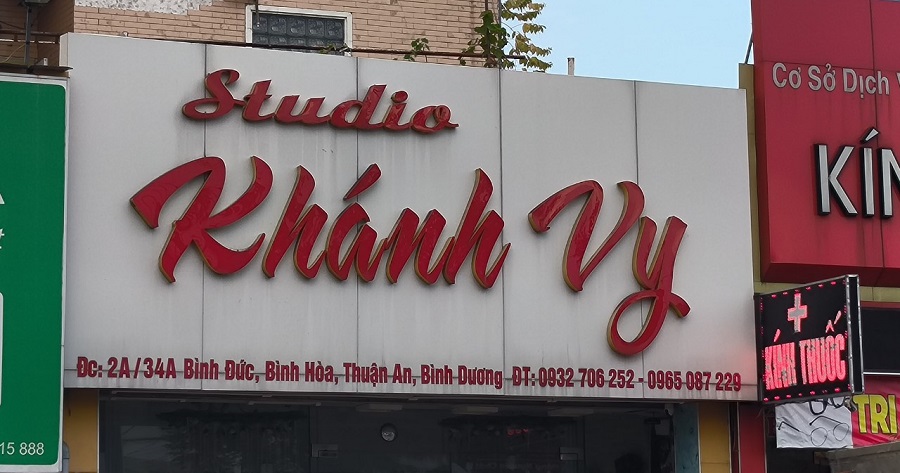 Studio
Khánh Vy
Đc: 2A/34A Bình Đức, Bình Hòa, Thuận An, Bình Dương ĐT: 0932 706 252 - 0965 087 229
Cơ Sở Dịch
KÍN
KÍNH THUỐC
TRI
15 888